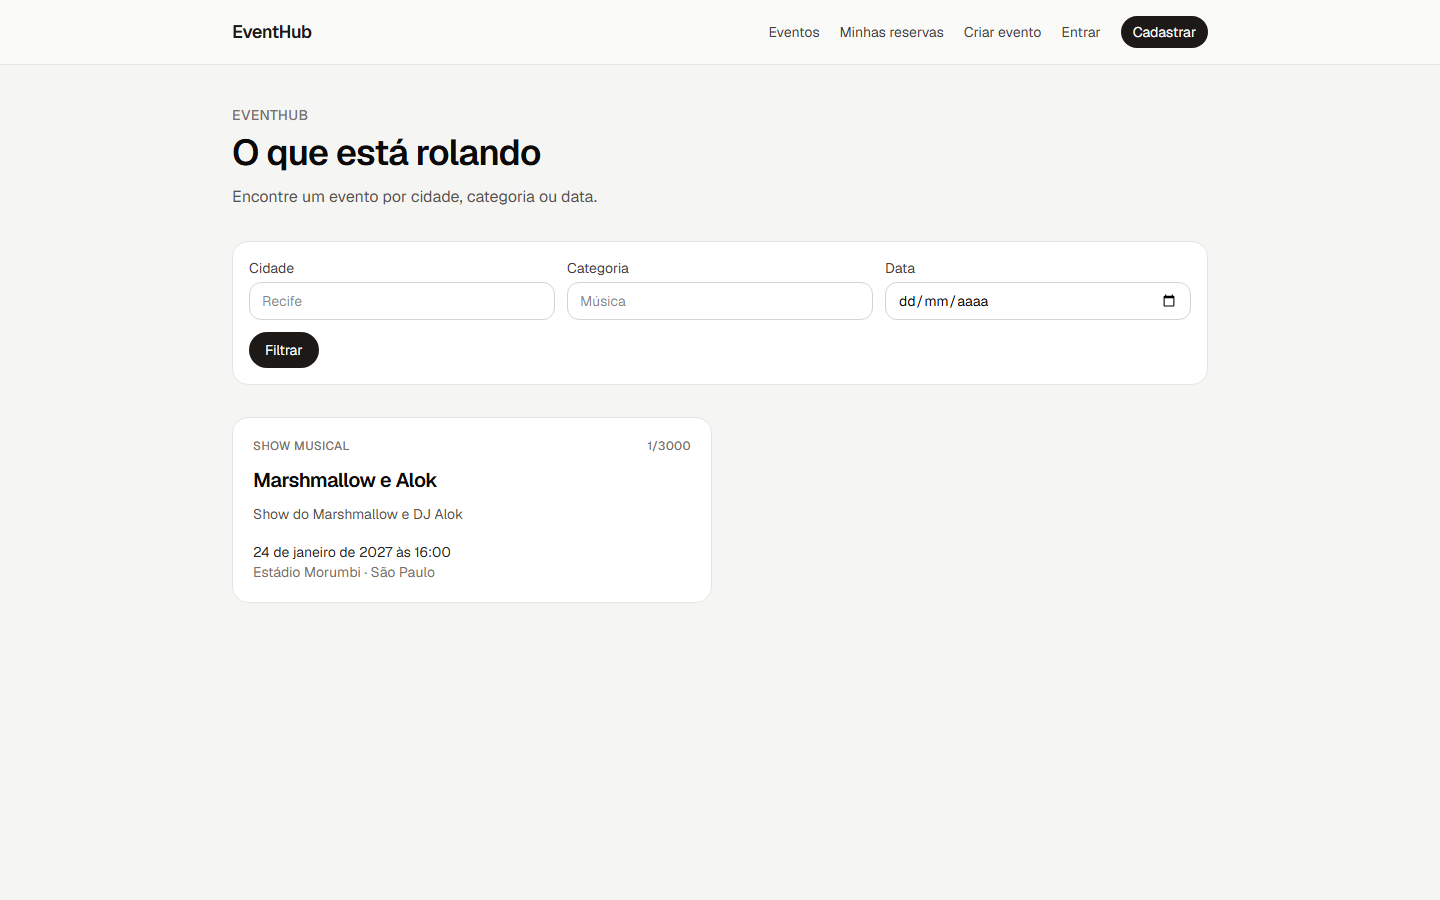 EventHub
Eventos Minhas reservas Criar evento Entrar Cadastrar
EVENTHUB
O que está rolando
Encontre um evento por cidade, categoria ou data.
Cidade Categoria Data
Recife Música dd/mm/aaaa
Filtrar
SHOW MUSICAL 1/3000
Marshmallow e Alok
Show do Marshmallow e DJ Alok
24 de janeiro de 2027 às 16:00
Estádio Morumbi · São Paulo